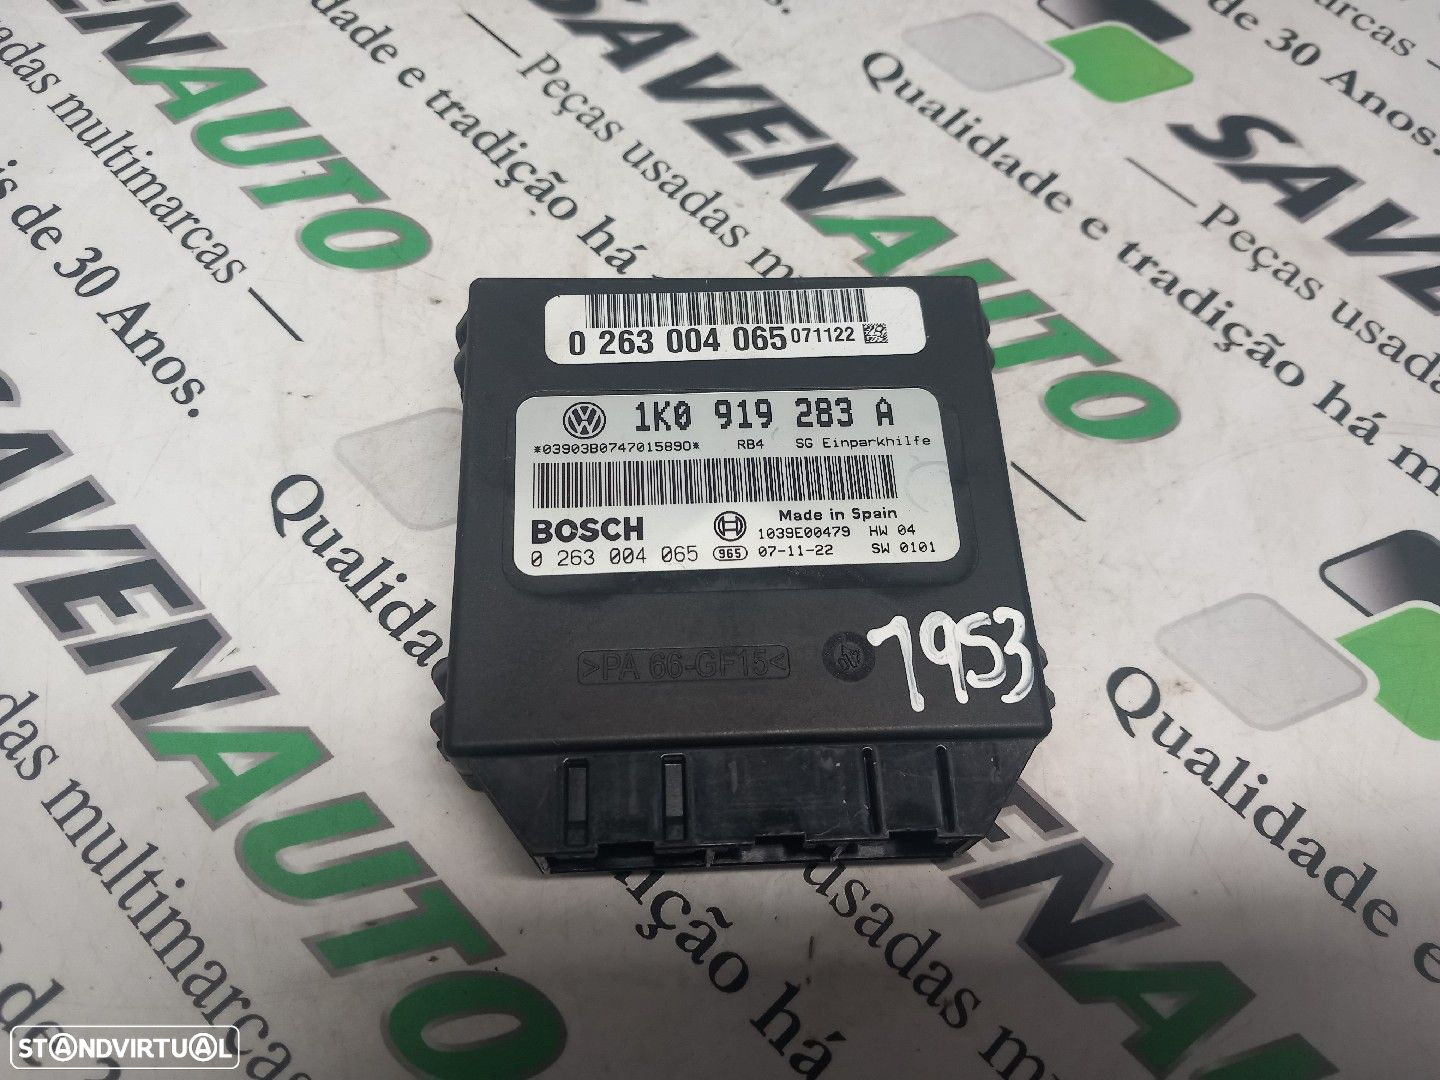 0 263 004 065 071122
1K0 919 283 A
*03903B0747015890* RB4 SG Einparkhilfe
BOSCH
Made in Spain
1039E00479 HW 04
0 263 004 065 965 07-11-22 SW 0101
>PA 66-GF15<
1953
SAVENAUTO
Peças usadas multimarcas
Qualidade e tradição há mais de 30 Anos.
STANDVIRTUAL